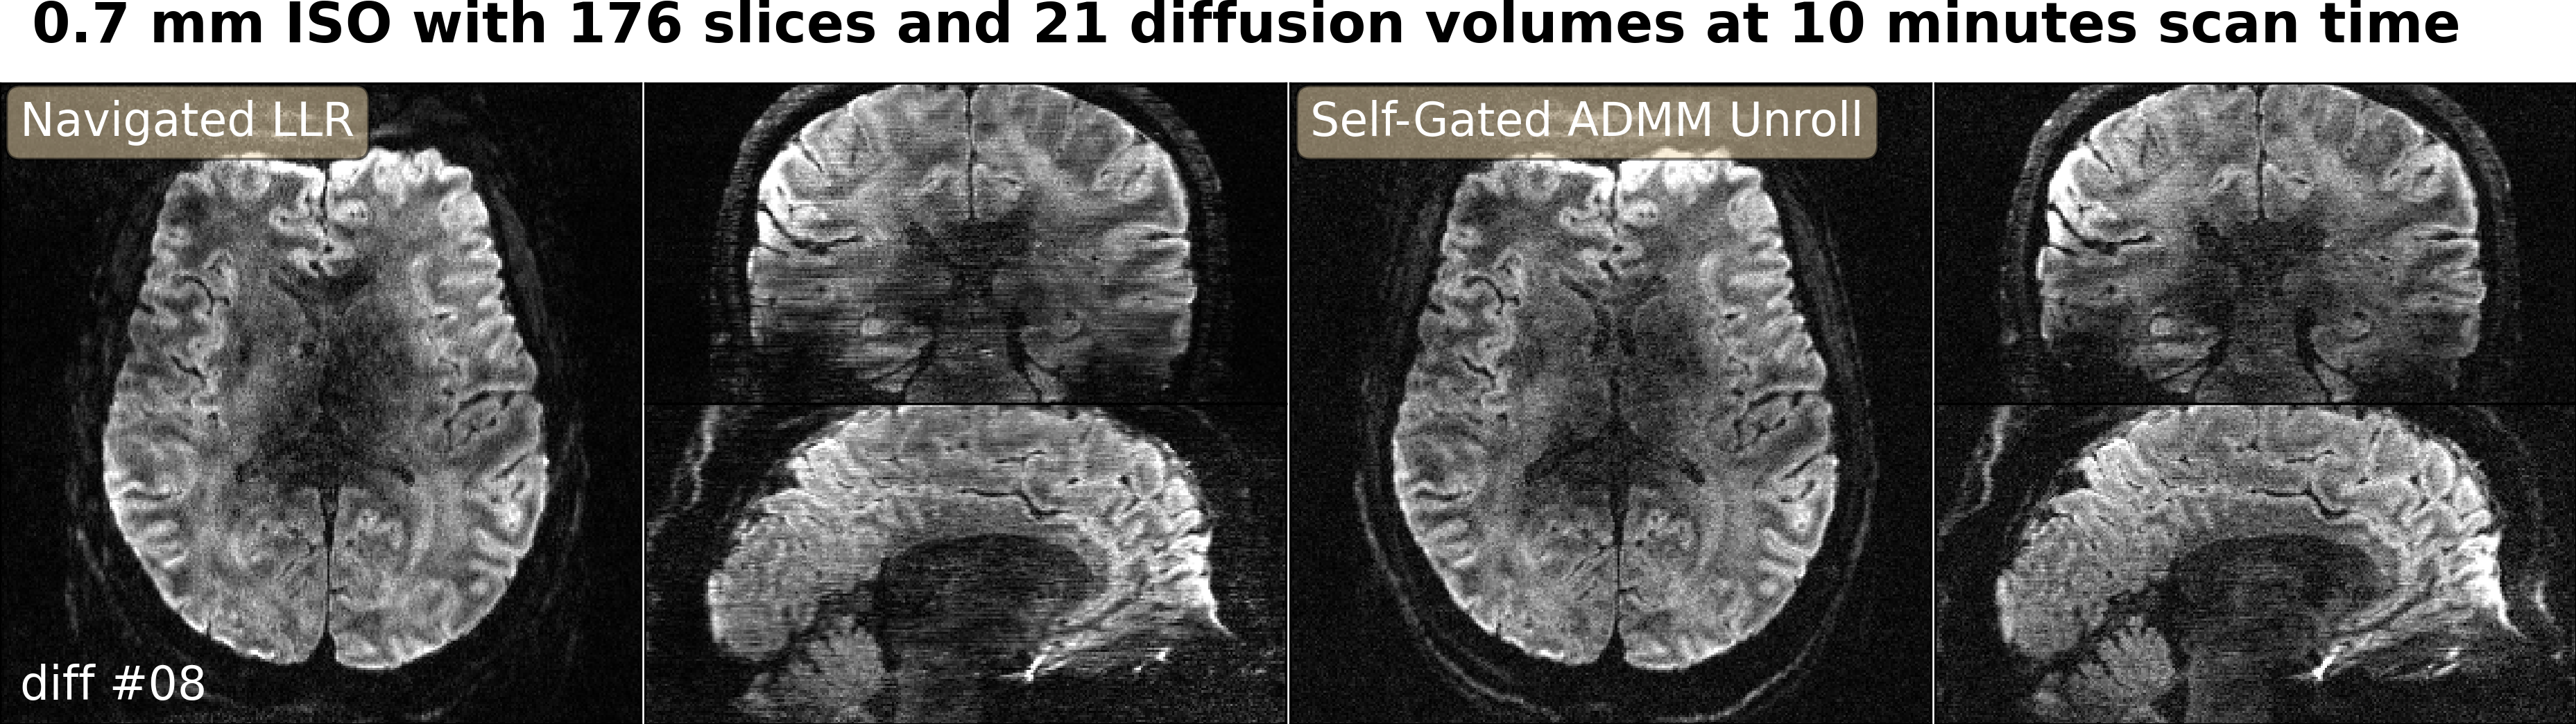 0.7 mm ISO with 176 slices and 21 diffusion volumes at 10 minutes scan time
Navigated LLR
Self-Gated ADMM Unroll
diff #08